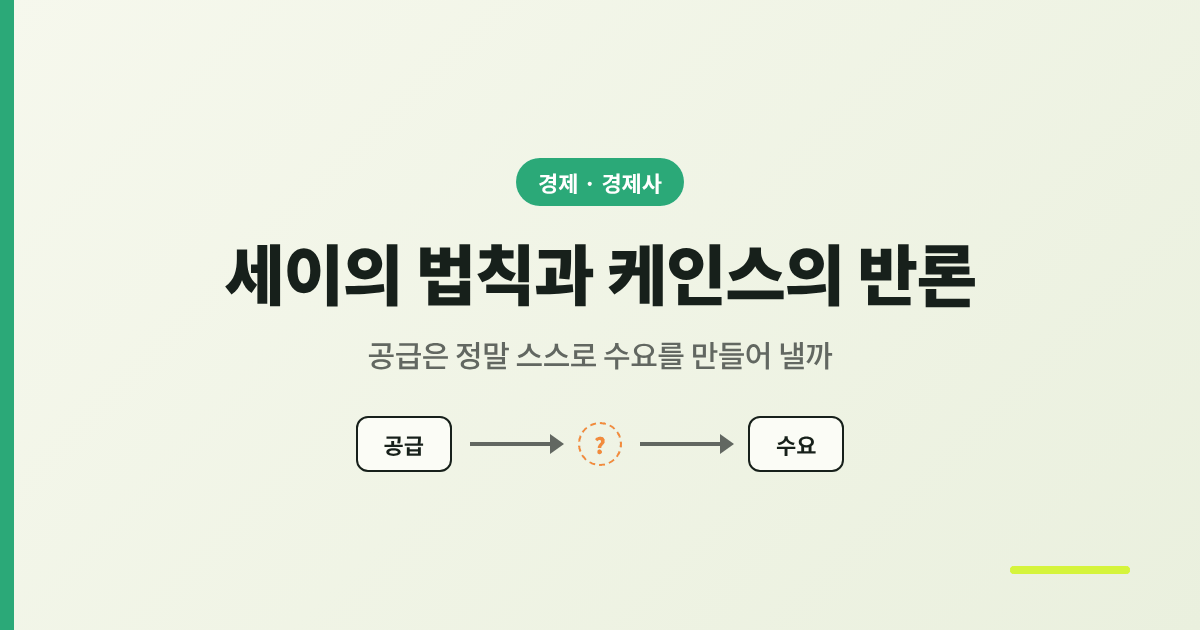 경제 · 경제사
세이의 법칙과 케인스의 반론
공급은 정말 스스로 수요를 만들어 낼까
공급 ? 수요